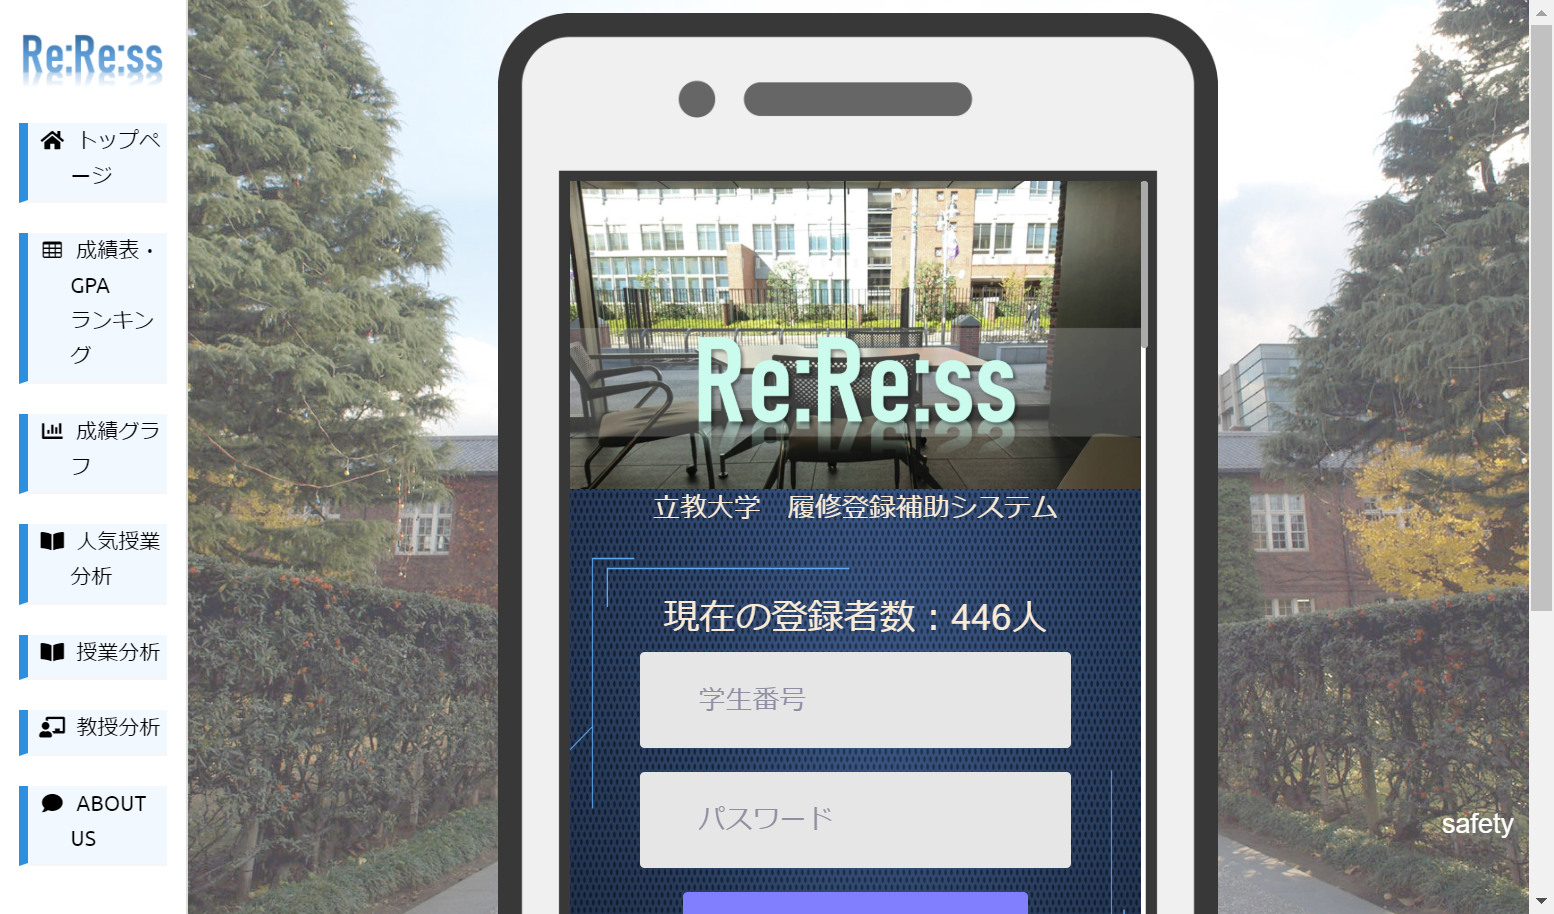 Re:Re:ss
トップペ
ージ
成績表・
GPA
ランキン
グ
成績グラ
フ
人気授業
分析
授業分析
教授分析
ABOUT
US
Re:Re:ss
立教大学　履修登録補助システム
現在の登録者数：446人
学生番号
パスワード
safety